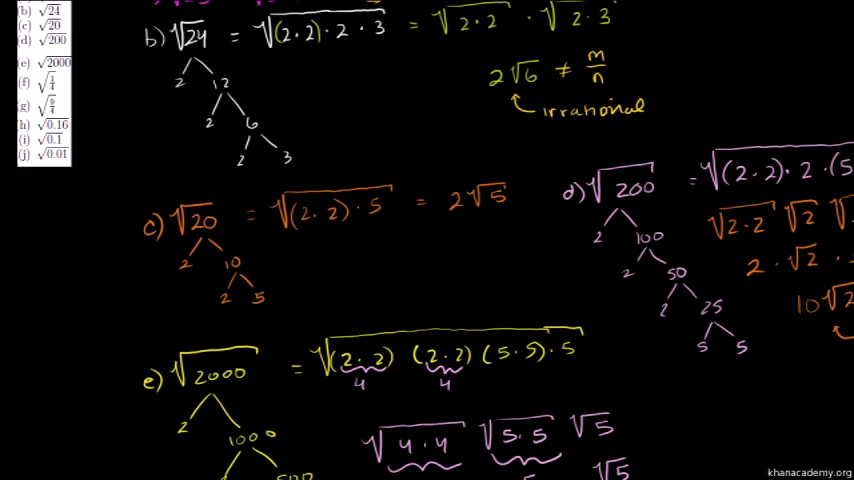 (b) √24
(c) √20
(d) √200
(e) √2000
(f) √1/4
(g) √9/4
(h) √0.16
(i) √0.1
(j) √0.01
b) √24 = √(2·2)·2·3 = √2·2 · √2·3
2 12
2√6 ≠ m/n
2 6
irrational
2 3
c) √20 = √(2·2)·5 = 2√5
2 10
2 5
d) √200 = √(2·2)·2·(5
2 100
√2·2 √2
2 50
2 · √2 ·
2 25
10√2
5 5
e) √2000 = √(2·2) (2·2) (5·5)·5
4 4
2 1000
√4·4 √5·5 √5
√5
khanacademy.org